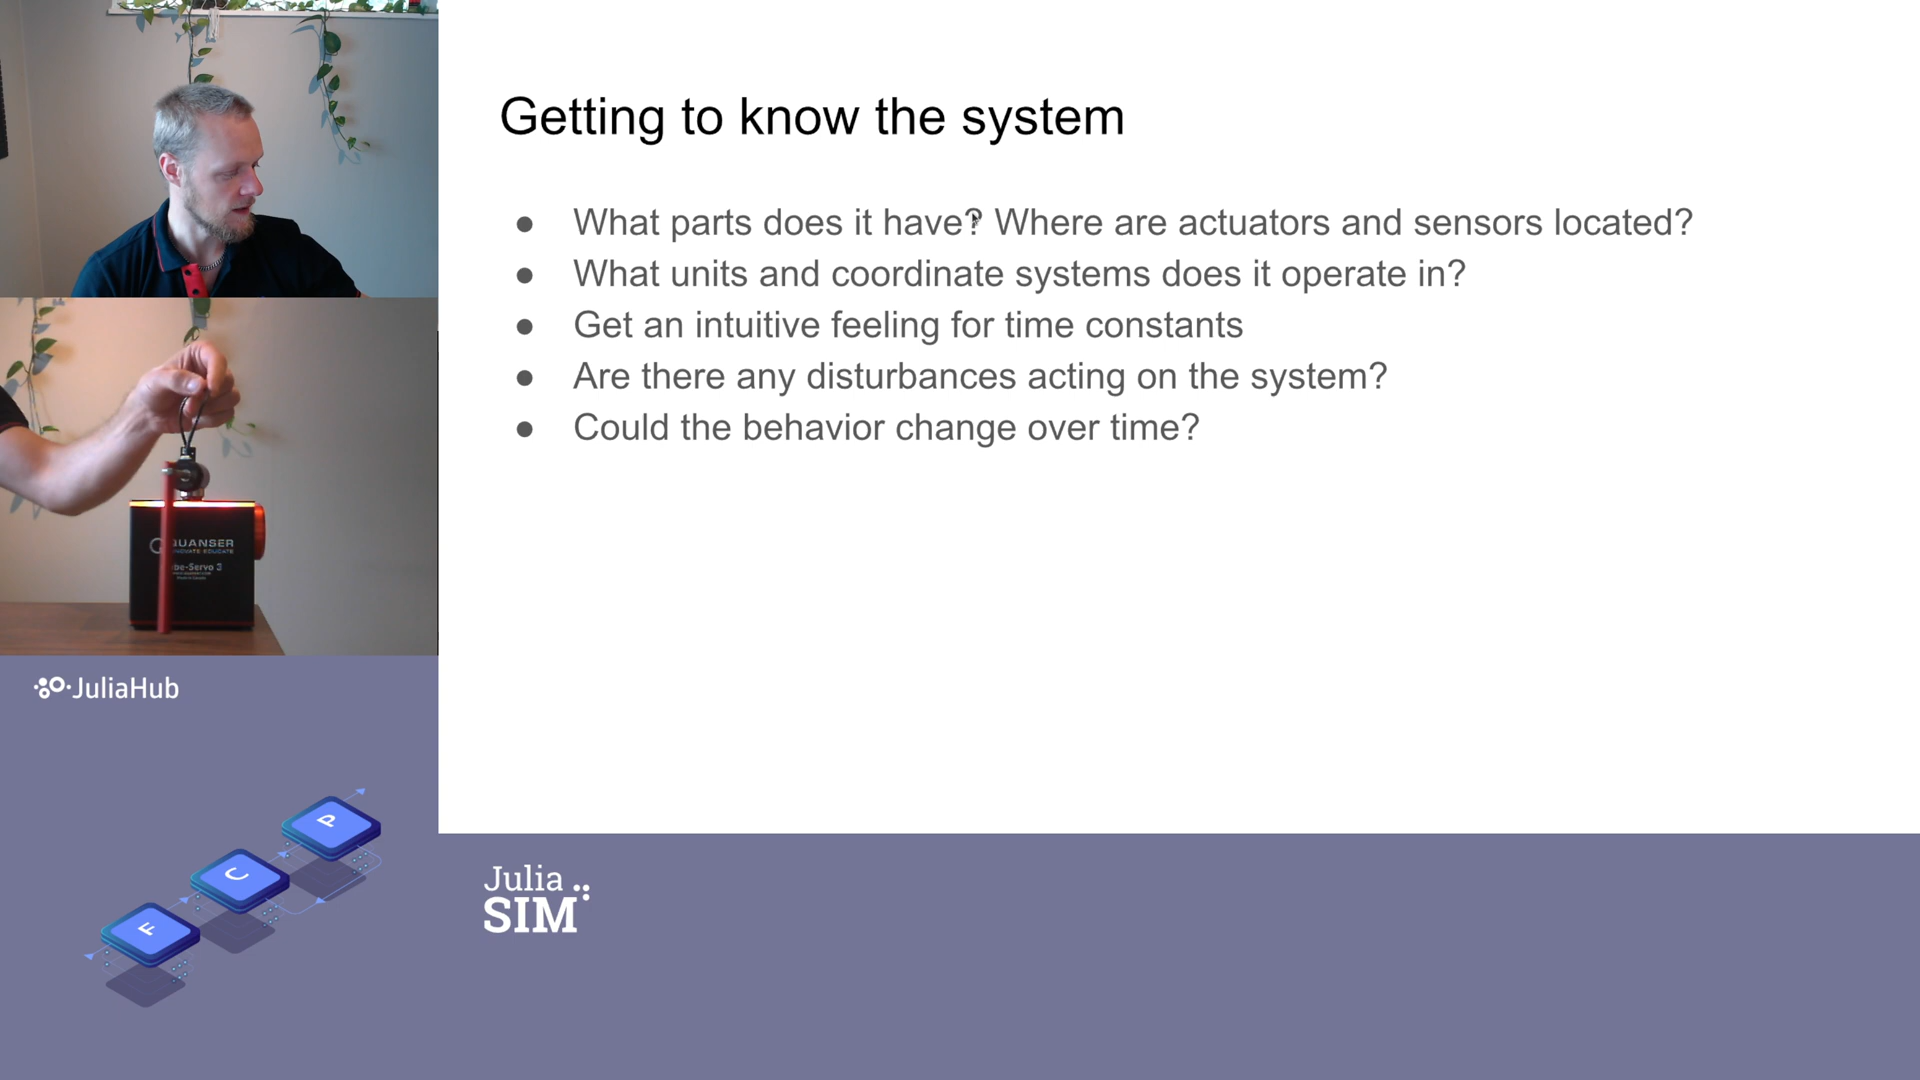 Getting to know the system
● What parts does it have? Where are actuators and sensors located?
● What units and coordinate systems does it operate in?
● Get an intuitive feeling for time constants
● Are there any disturbances acting on the system?
● Could the behavior change over time?
QUANSER
be-Servo 3
JuliaHub
P
C
F
Julia
SIM